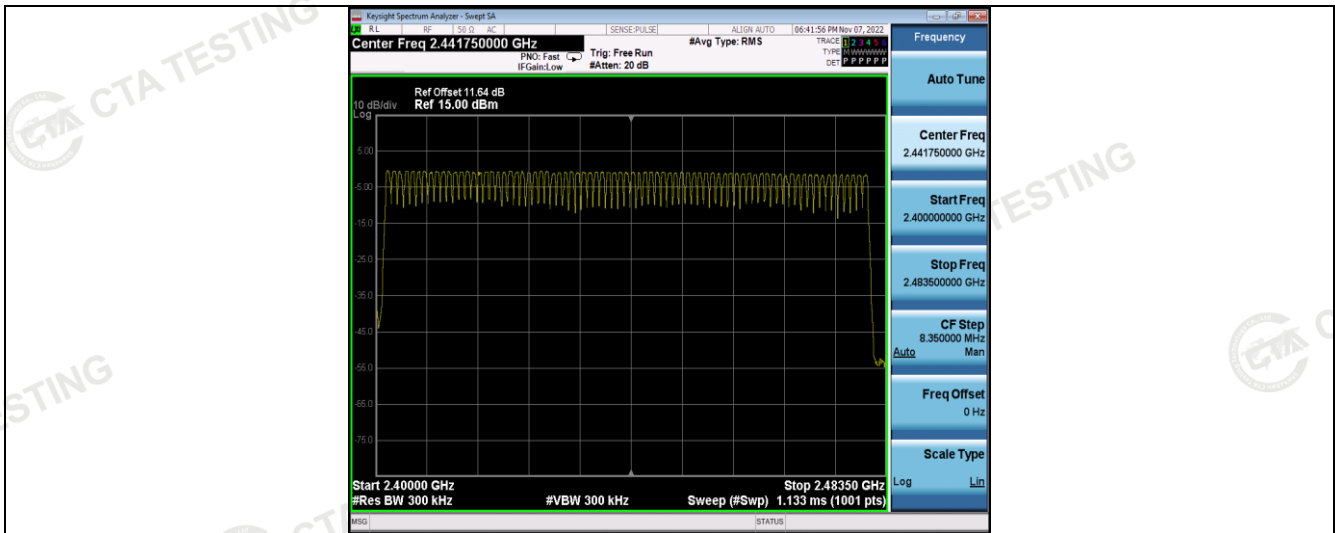 Keysight Spectrum Analyzer - Swept SA
RL RF 50 Ω AC SENSE:PULSE ALIGN AUTO 06:41:56 PM Nov 07, 2022
Center Freq 2.441750000 GHz
PNO: Fast
IFGain:Low
Trig: Free Run
#Atten: 20 dB
#Avg Type: RMS
TRACE 1 2 3 4 5 6
TYPE M WWWWW
DET P P P P P P
Ref Offset 11.64 dB
10 dB/div Ref 15.00 dBm
Log
5.00
-5.00
-15.0
-25.0
-35.0
-45.0
-55.0
-65.0
-75.0
Start 2.40000 GHz Stop 2.48350 GHz
#Res BW 300 kHz #VBW 300 kHz Sweep (#Swp) 1.133 ms (1001 pts)
MSG STATUS
Frequency
Auto Tune
Center Freq
2.441750000 GHz
Start Freq
2.400000000 GHz
Stop Freq
2.483500000 GHz
CF Step
8.350000 MHz
Auto Man
Freq Offset
0 Hz
Scale Type
Log Lin
CTA TESTING
CTA
TESTING
CTA
STING